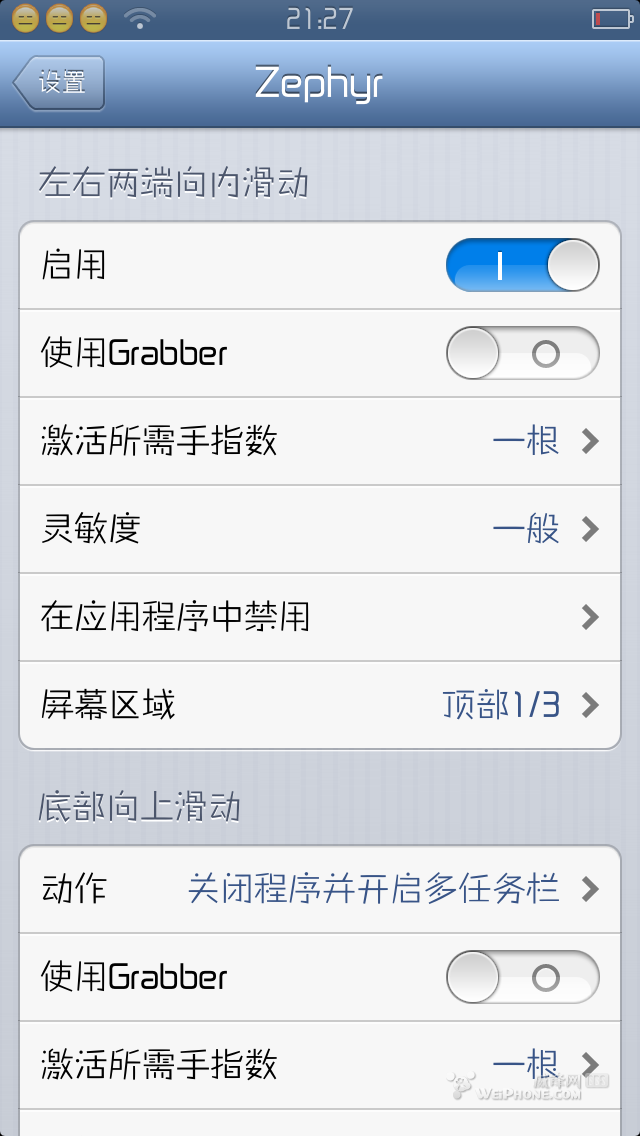 21:27
设置
Zephyr
左右两端向内滑动
启用
使用Grabber
激活所需手指数 一根
灵敏度 一般
在应用程序中禁用
屏幕区域 顶部1/3
底部向上滑动
动作 关闭程序并开启多任务栏
使用Grabber
激活所需手指数 一根
WEIPHONE.COM